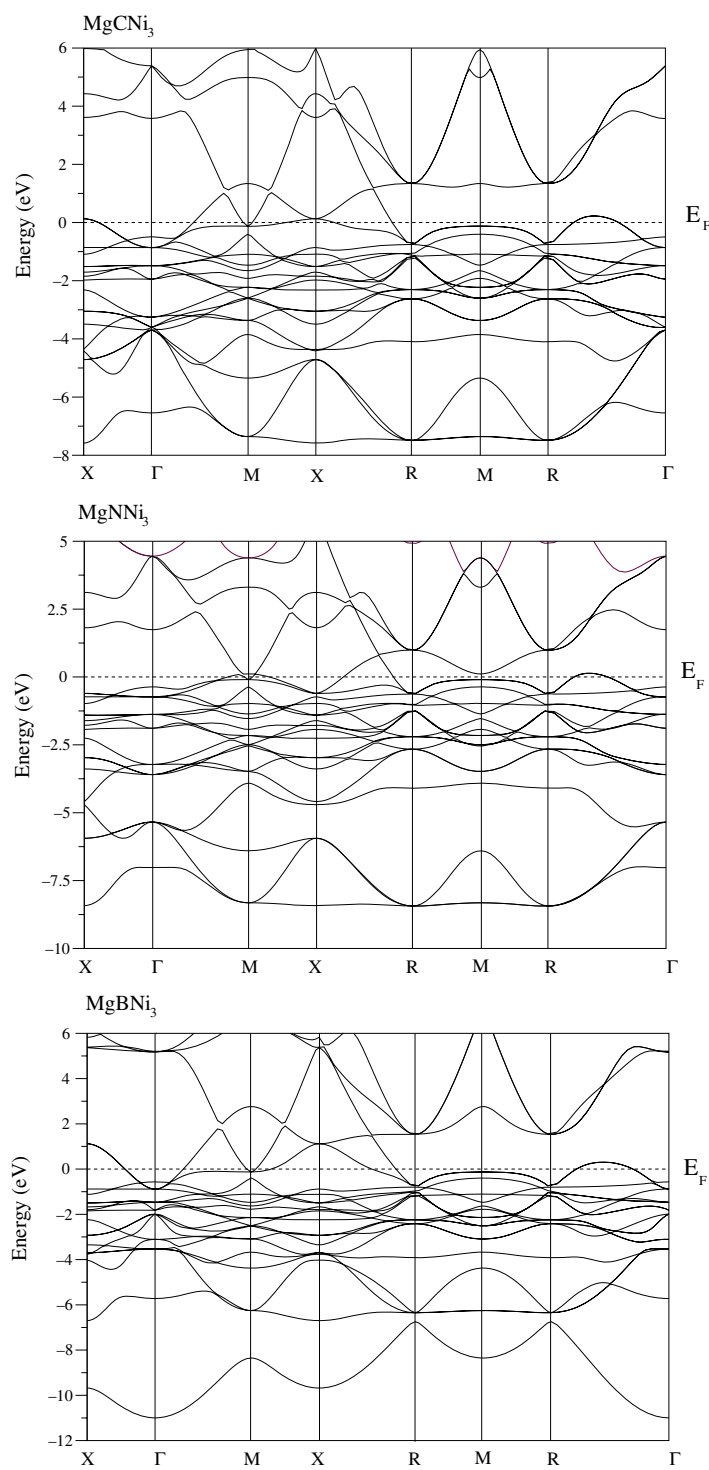 MgCNi3
6
4
2
0
−2
−4
−6
−8
Energy (eV)
EF
X Γ M X R M R Γ
MgNNi3
5
2.5
0
−2.5
−5
−7.5
−10
Energy (eV)
EF
X Γ M X R M R Γ
MgBNi3
6
4
2
0
−2
−4
−6
−8
−10
−12
Energy (eV)
EF
X Γ M X R M R Γ